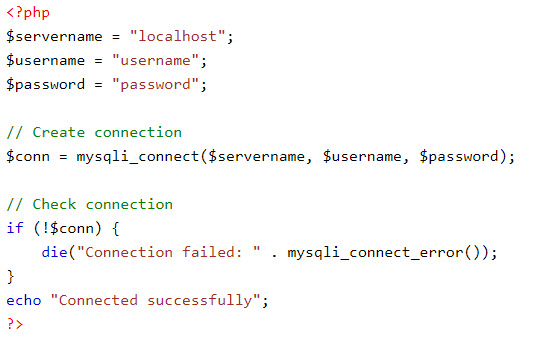 <?php
$servername = "localhost";
$username = "username";
$password = "password";

// Create connection
$conn = mysqli_connect($servername, $username, $password);

// Check connection
if (!$conn) {
    die("Connection failed: " . mysqli_connect_error());
}
echo "Connected successfully";
?>